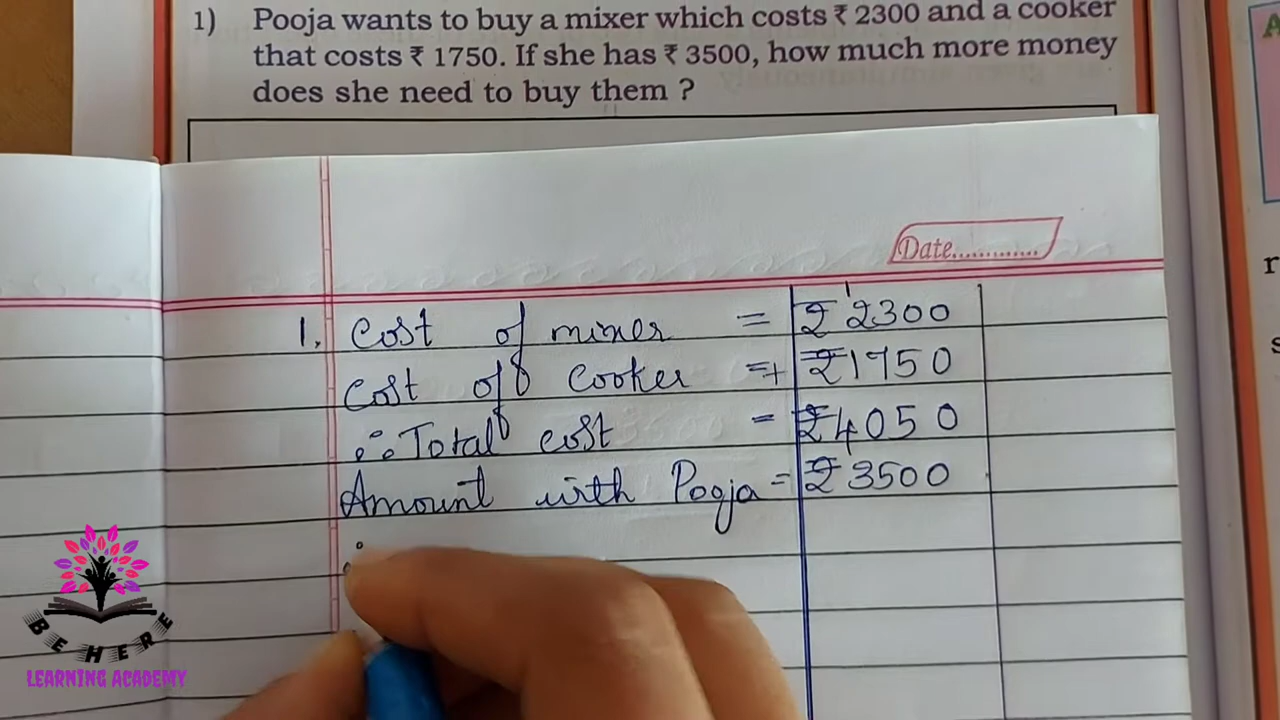 1) Pooja wants to buy a mixer which costs ₹ 2300 and a cooker
that costs ₹ 1750. If she has ₹ 3500, how much more money
does she need to buy them ?
Date..............
1. Cost of mixer = ₹ 2300
1
Cost of Cooker = + ₹ 1750
∴ Total cost = ₹ 4050
Amount with Pooja = ₹ 3500
BEHERE
LEARNING ACADEMY